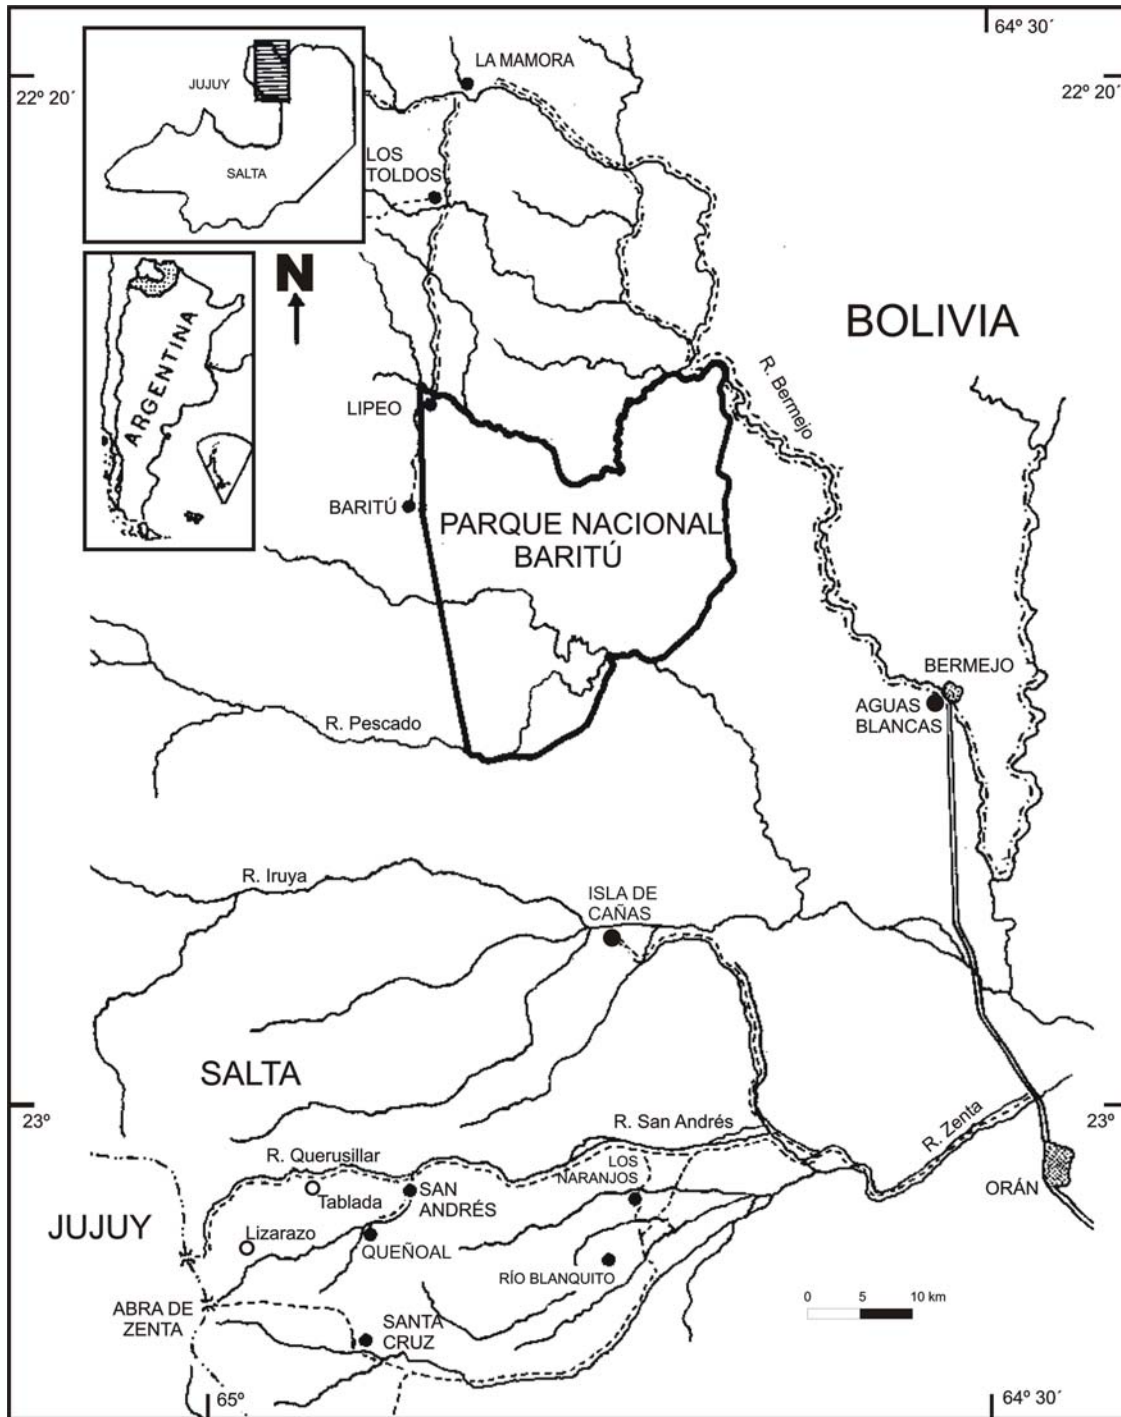 64º 30´
22º 20´
22º 20´
JUJUY
SALTA
LA MAMORA
LOS
TOLDOS
N
ARGENTINA
BOLIVIA
R. Bermejo
LIPEO
BARITÚ
PARQUE NACIONAL
BARITÚ
BERMEJO
AGUAS
BLANCAS
R. Pescado
R. Iruya
ISLA DE
CAÑAS
SALTA
23º
23º
R. San Andrés
R. Zenta
R. Querusillar
LOS
NARANJOS
Tablada
SAN
ANDRÉS
ORÁN
JUJUY
Lizarazo
QUEÑOAL
RÍO BLANQUITO
ABRA DE
ZENTA
0 5 10 km
SANTA
CRUZ
65º
64º 30´